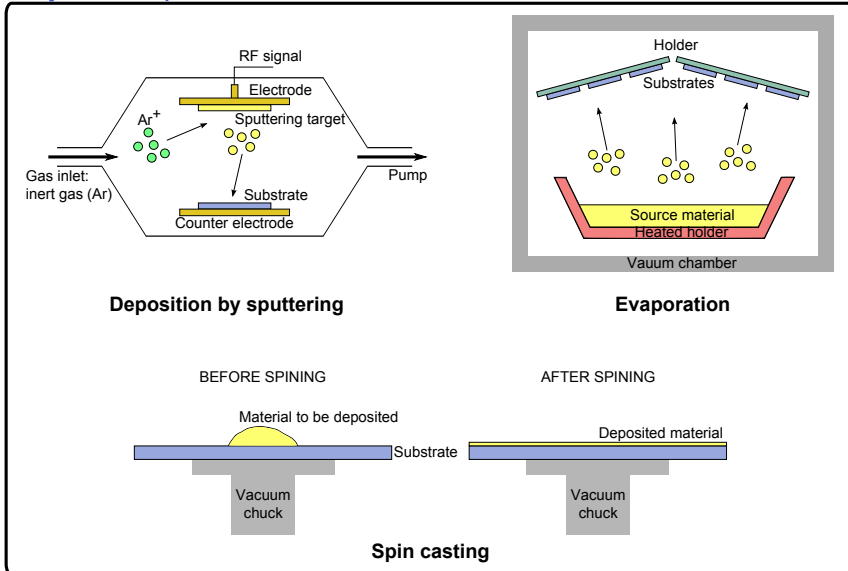 RF signal
Electrode
Ar+
Sputtering target
Gas inlet:
inert gas (Ar)
Pump
Substrate
Counter electrode
Deposition by sputtering
Holder
Substrates
Source material
Heated holder
Vauum chamber
Evaporation
BEFORE SPINING
Material to be deposited
Substrate
Vacuum
chuck
AFTER SPINING
Deposited material
Vacuum
chuck
Spin casting